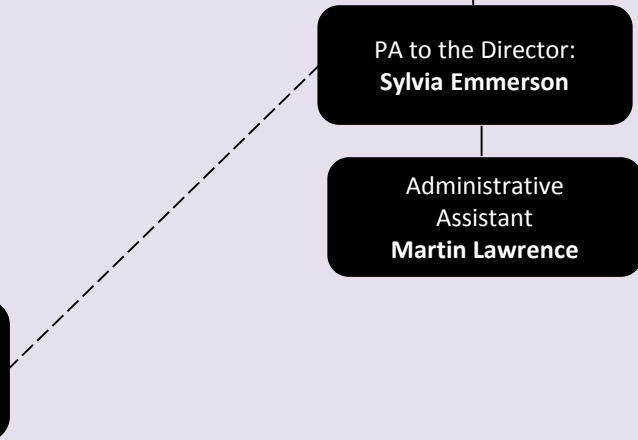 PA to the Director:
Sylvia Emmerson
Administrative
Assistant
Martin Lawrence